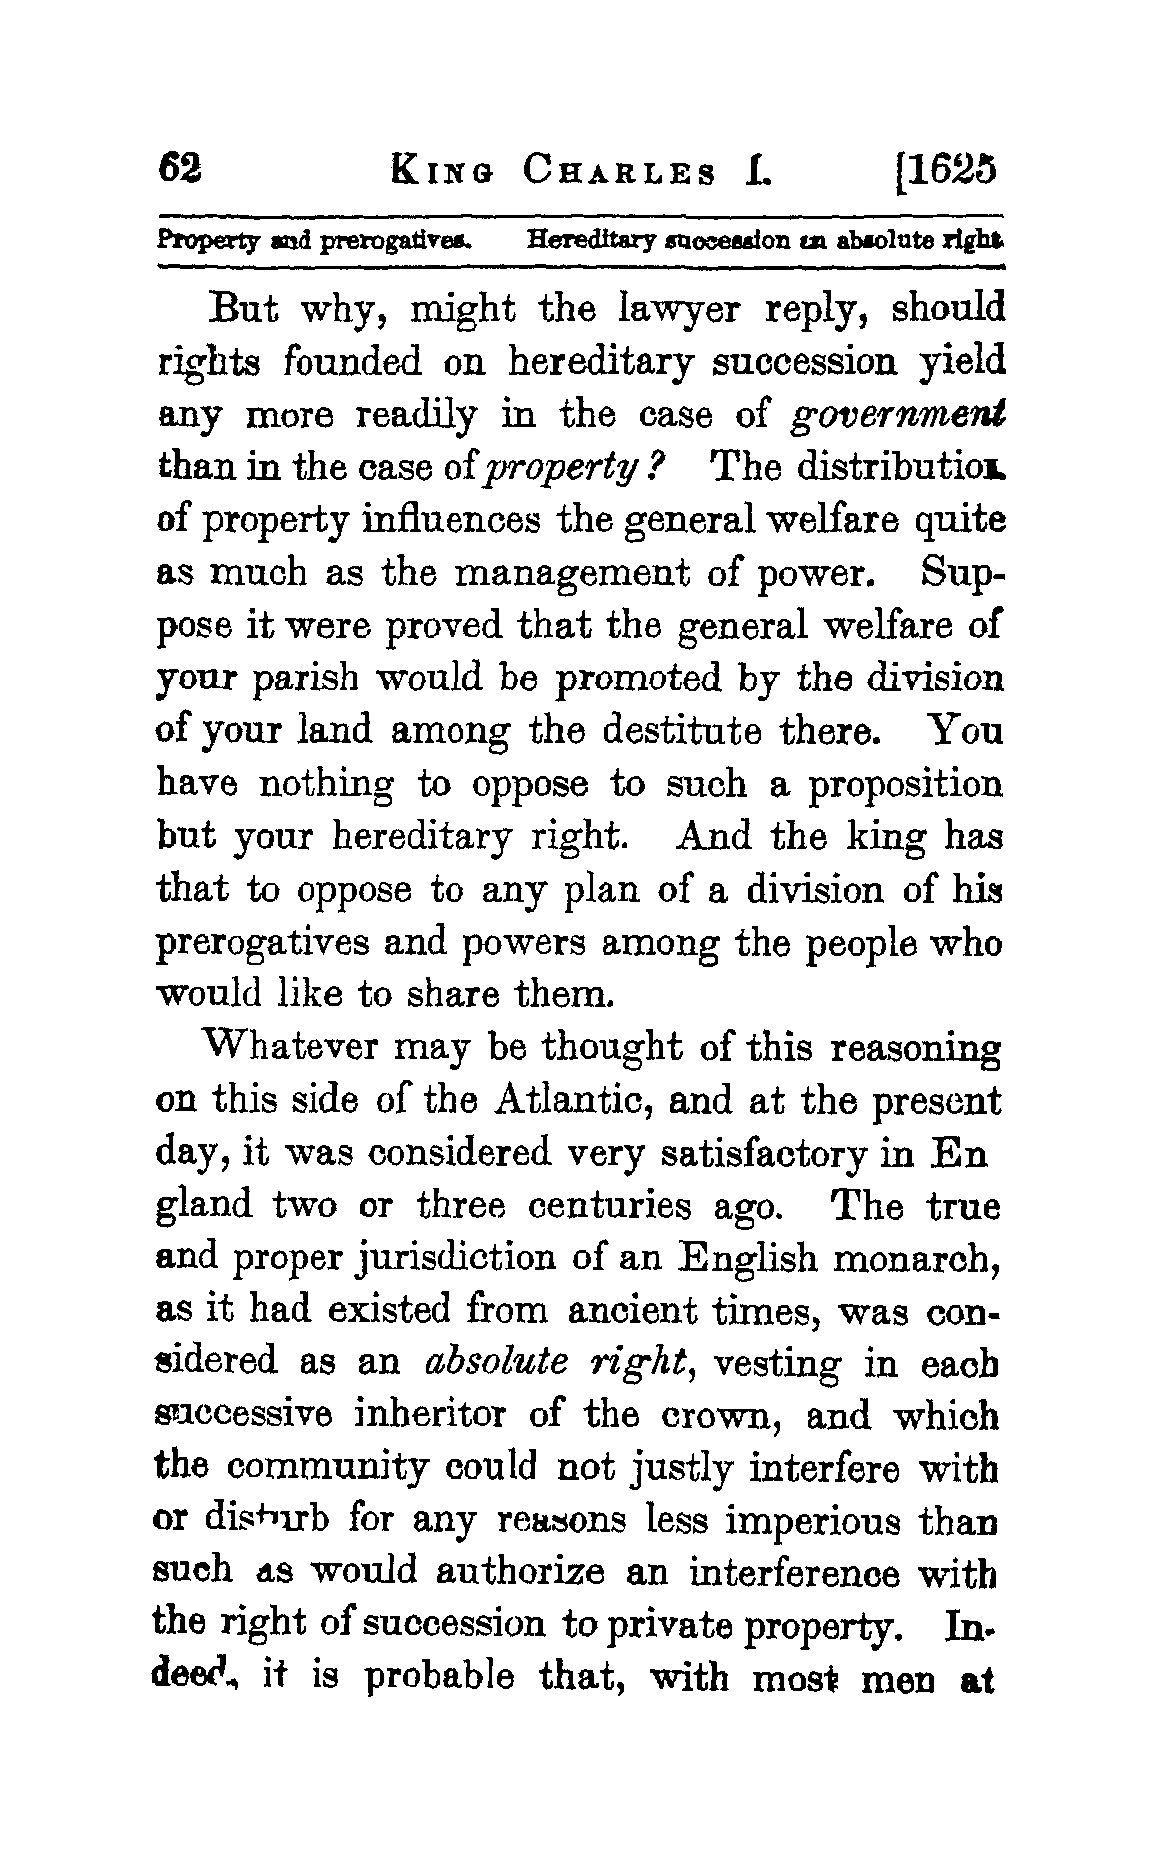 62 King Charles I. [1625
Property and prerogatives. Hereditary succession an absolute right.
But why, might the lawyer reply, should
rights founded on hereditary succession yield
any more readily in the case of government
than in the case of property? The distribution
of property influences the general welfare quite
as much as the management of power. Sup-
pose it were proved that the general welfare of
your parish would be promoted by the division
of your land among the destitute there. You
have nothing to oppose to such a proposition
but your hereditary right. And the king has
that to oppose to any plan of a division of his
prerogatives and powers among the people who
would like to share them.
Whatever may be thought of this reasoning
on this side of the Atlantic, and at the present
day, it was considered very satisfactory in En
gland two or three centuries ago. The true
and proper jurisdiction of an English monarch,
as it had existed from ancient times, was con-
sidered as an absolute right, vesting in each
successive inheritor of the crown, and which
the community could not justly interfere with
or disturb for any reasons less imperious than
such as would authorize an interference with
the right of succession to private property. In-
deed, it is probable that, with most men at